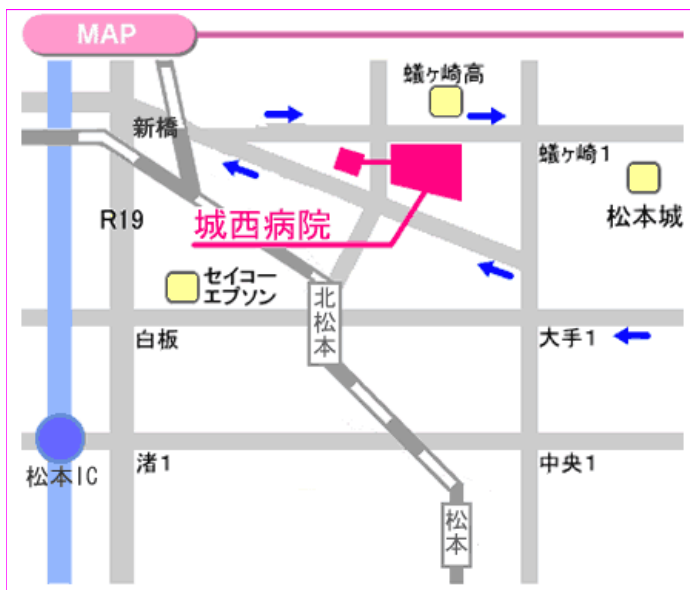 MAP
蟻ヶ崎高
新橋
蟻ヶ崎1
R19
城西病院
松本城
セイコー
エプソン
北松本
白板
大手1
松本IC
渚1
中央1
松本